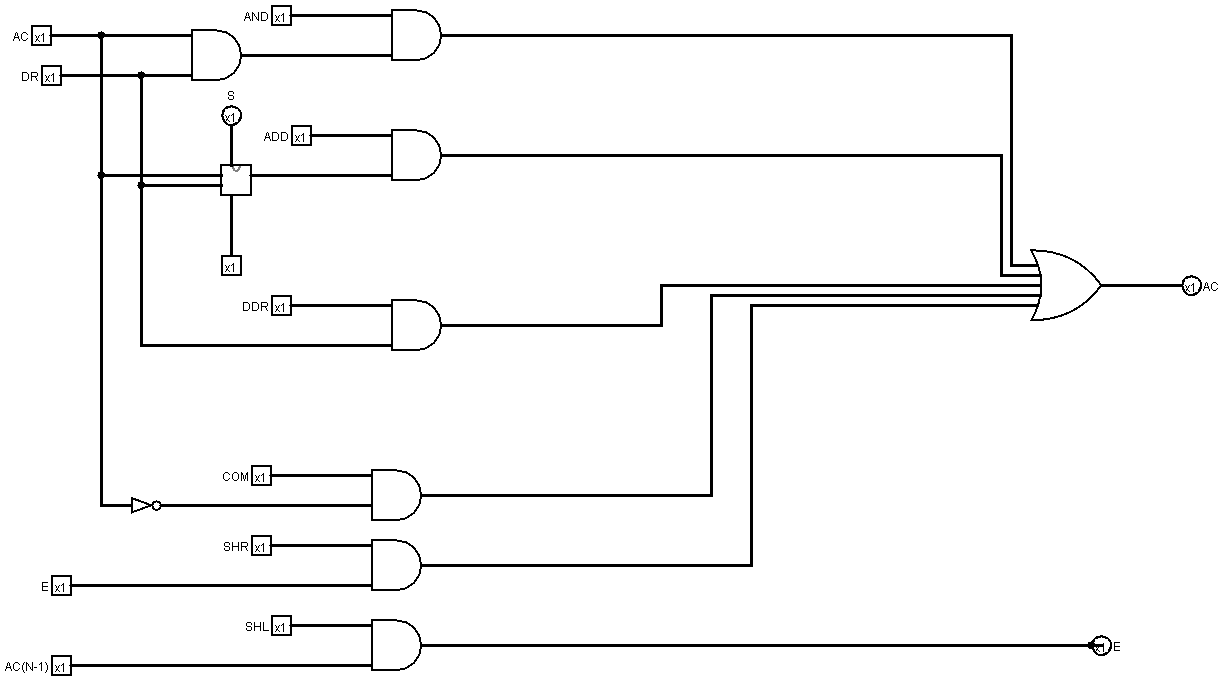 AND x1
AC x1
DR x1
S
x1
ADD x1
x1
DDR x1
x1 AC
COM x1
SHR x1
E x1
SHL x1
x1 E
AC(N-1) x1